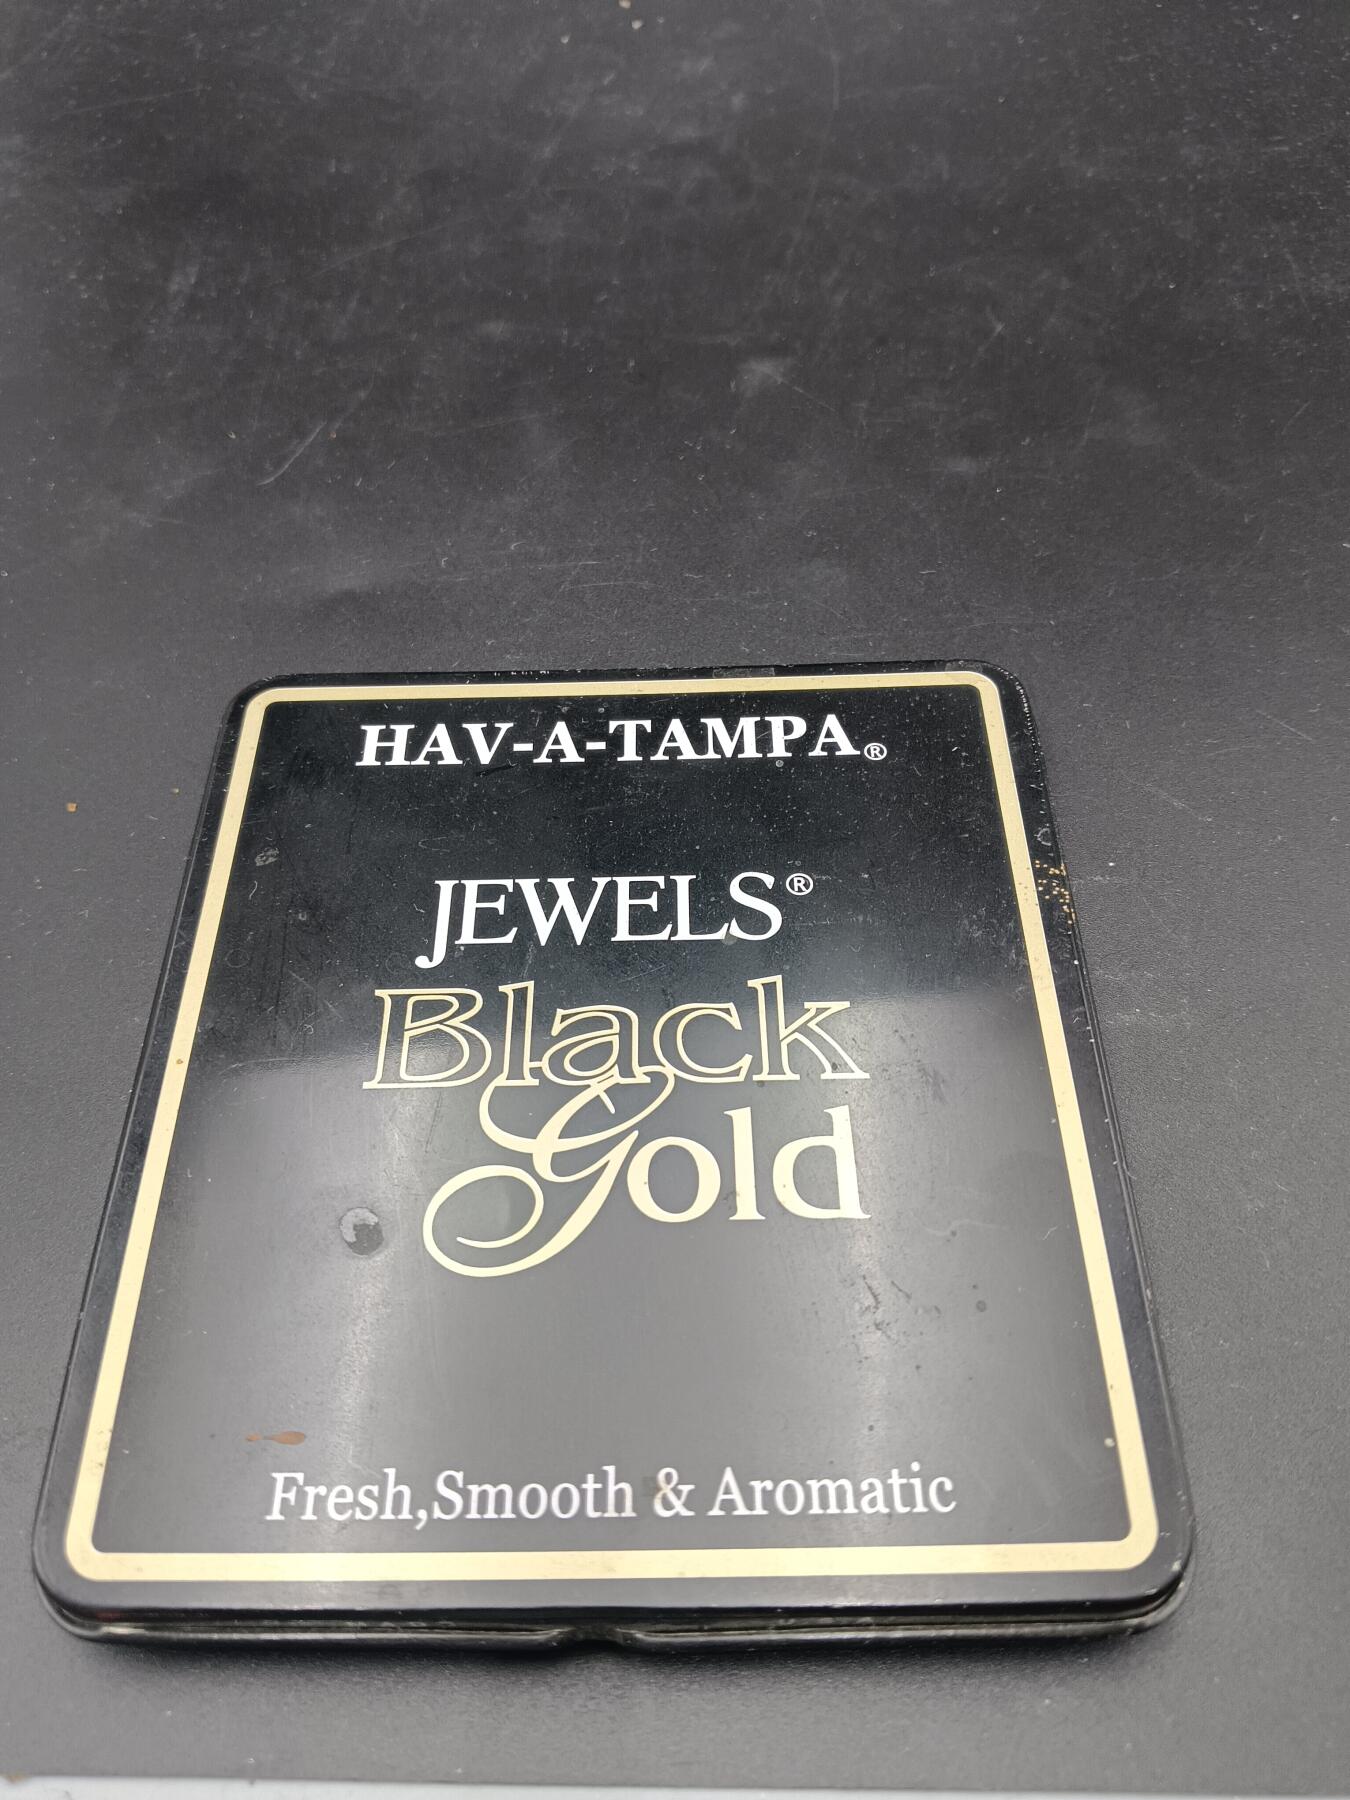 HAV-A-TAMPA®
JEWELS®
Black
Gold
Fresh,Smooth & Aromatic